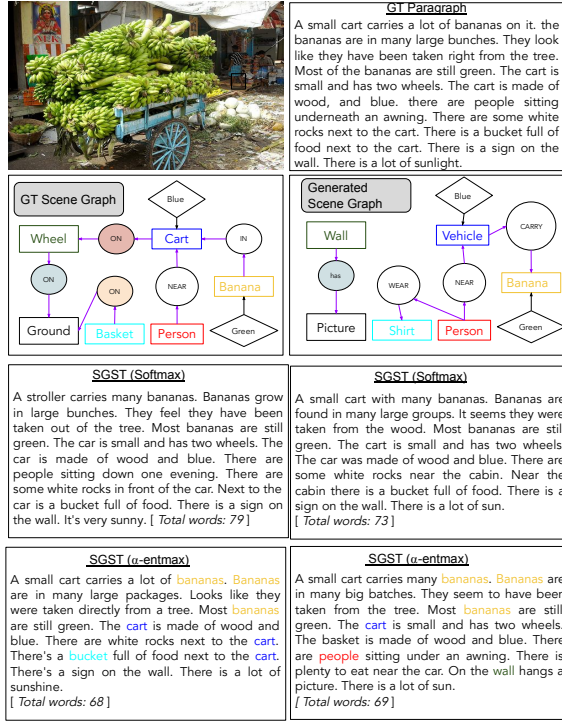 GT Paragraph
A small cart carries a lot of bananas on it. the
bananas are in many large bunches. They look
like they have been taken right from the tree.
Most of the bananas are still green. The cart is
small and has two wheels. The cart is made of
wood, and blue. there are people sitting
underneath an awning. There are some white
rocks next to the cart. There is a bucket full of
food next to the cart. There is a sign on the
wall. There is a lot of sunlight.
GT Scene Graph
Blue
Wheel
ON
Cart
IN
ON
ON
NEAR
Banana
Ground
Basket
Person
Green
Generated
Scene Graph
Blue
Wall
Vehicle
CARRY
has
WEAR
NEAR
Banana
Picture
Shirt
Person
Green
SGST (Softmax)
A stroller carries many bananas. Bananas grow
in large bunches. They feel they have been
taken out of the tree. Most bananas are still
green. The car is small and has two wheels. The
car is made of wood and blue. There are
people sitting down one evening. There are
some white rocks in front of the car. Next to the
car is a bucket full of food. There is a sign on
the wall. It's very sunny. [ Total words: 79 ]
SGST (Softmax)
A small cart with many bananas. Bananas are
found in many large groups. It seems they were
taken from the wood. Most bananas are still
green. The cart is small and has two wheels.
The car was made of wood and blue. There are
some white rocks near the cabin. Near the
cabin there is a bucket full of food. There is a
sign on the wall. There is a lot of sun.
[ Total words: 73 ]
SGST (α-entmax)
A small cart carries a lot of bananas. Bananas
are in many large packages. Looks like they
were taken directly from a tree. Most bananas
are still green. The cart is made of wood and
blue. There are white rocks next to the cart.
There's a bucket full of food next to the cart.
There's a sign on the wall. There is a lot of
sunshine.
[ Total words: 68 ]
SGST (α-entmax)
A small cart carries many bananas. Bananas are
in many big batches. They seem to have been
taken from the tree. Most bananas are still
green. The cart is small and has two wheels.
The basket is made of wood and blue. There
are people sitting under an awning. There is
plenty to eat near the car. On the wall hangs a
picture. There is a lot of sun.
[ Total words: 69 ]